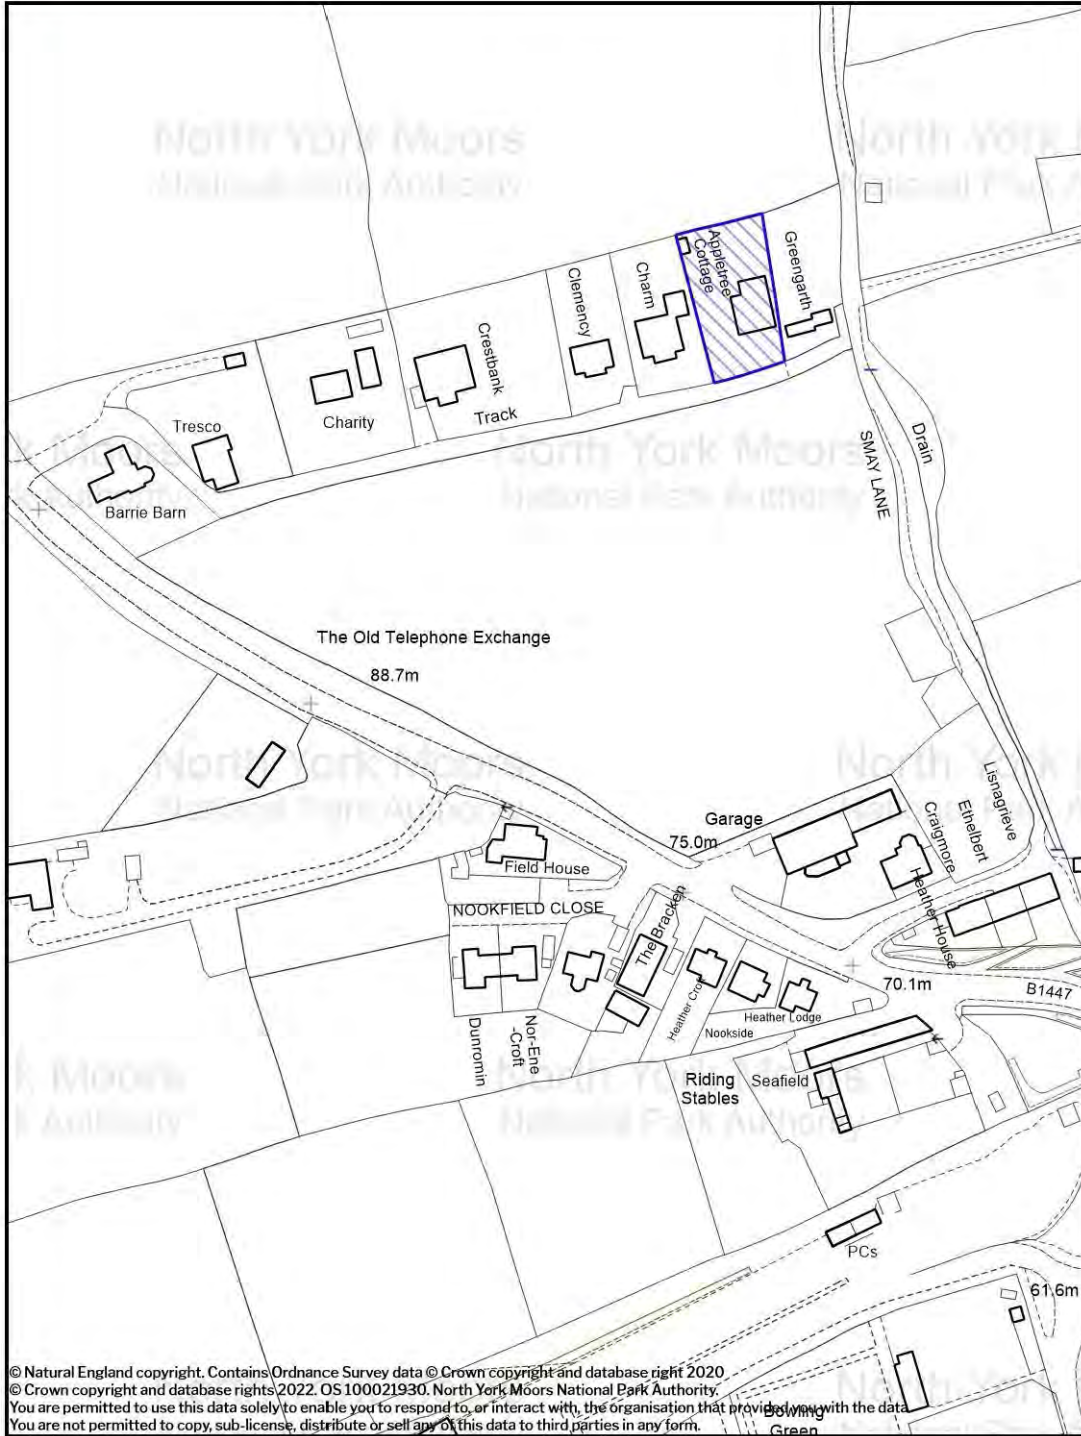 North York Moors
National Park Authority
North York
National Park A
Appletree
Cottage
Greengarth
Charm
Clemency
Crestbank
Track
Charity
Tresco
Barrie Barn
k Moors
k Authority
North York Moors
National Park Authority
SMAY LANE
Drain
The Old Telephone Exchange
88.7m
North York Moors
National Park Authority
North York
National Park A
Garage
75.0m
Lisnagrieve
Ethelbert
Craigmore
Heather House
Field House
NOOKFIELD CLOSE
The Bracken
Heather Croft
Heather Lodge
Nookside
70.1m
B1447
Dunromin
Nor-Ene
-Croft
k Moors
k Authority
North York Moors
National Park Authority
Riding
Stables
Seafield
PCs
61.6m
Bowling
Green
North York
© Natural England copyright. Contains Ordnance Survey data © Crown copyright and database right 2020
© Crown copyright and database rights 2022. OS 100021930. North York Moors National Park Authority.
You are permitted to use this data solely to enable you to respond to, or interact with, the organisation that provided you with the data
You are not permitted to copy, sub-license, distribute or sell any of this data to third parties in any form.